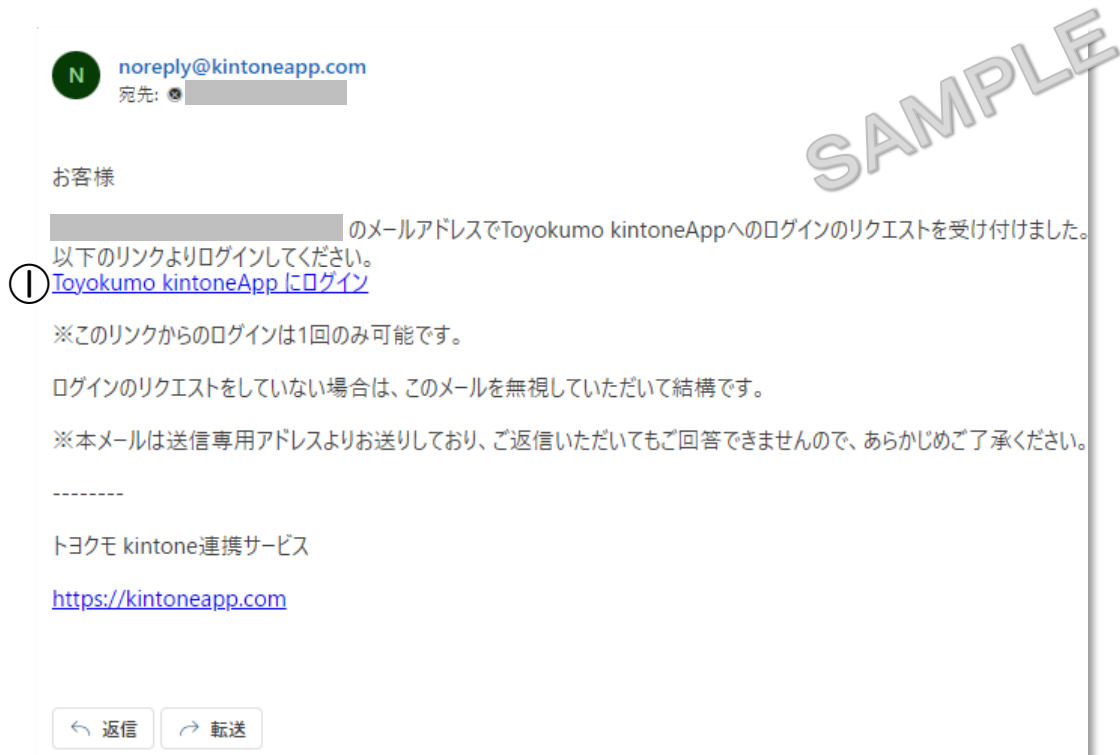 SAMPLE
N
noreply@kintoneapp.com
宛先:
お客様
のメールアドレスでToyokumo kintoneAppへのログインのリクエストを受け付けました。
以下のリンクよりログインしてください。
① Toyokumo kintoneApp にログイン
※このリンクからのログインは1回のみ可能です。
ログインのリクエストをしていない場合は、このメールを無視していただいて結構です。
※本メールは送信専用アドレスよりお送りしており、ご返信いただいてもご回答できませんので、あらかじめご了承ください。
--------
トヨクモ kintone連携サービス
https://kintoneapp.com
返信 転送